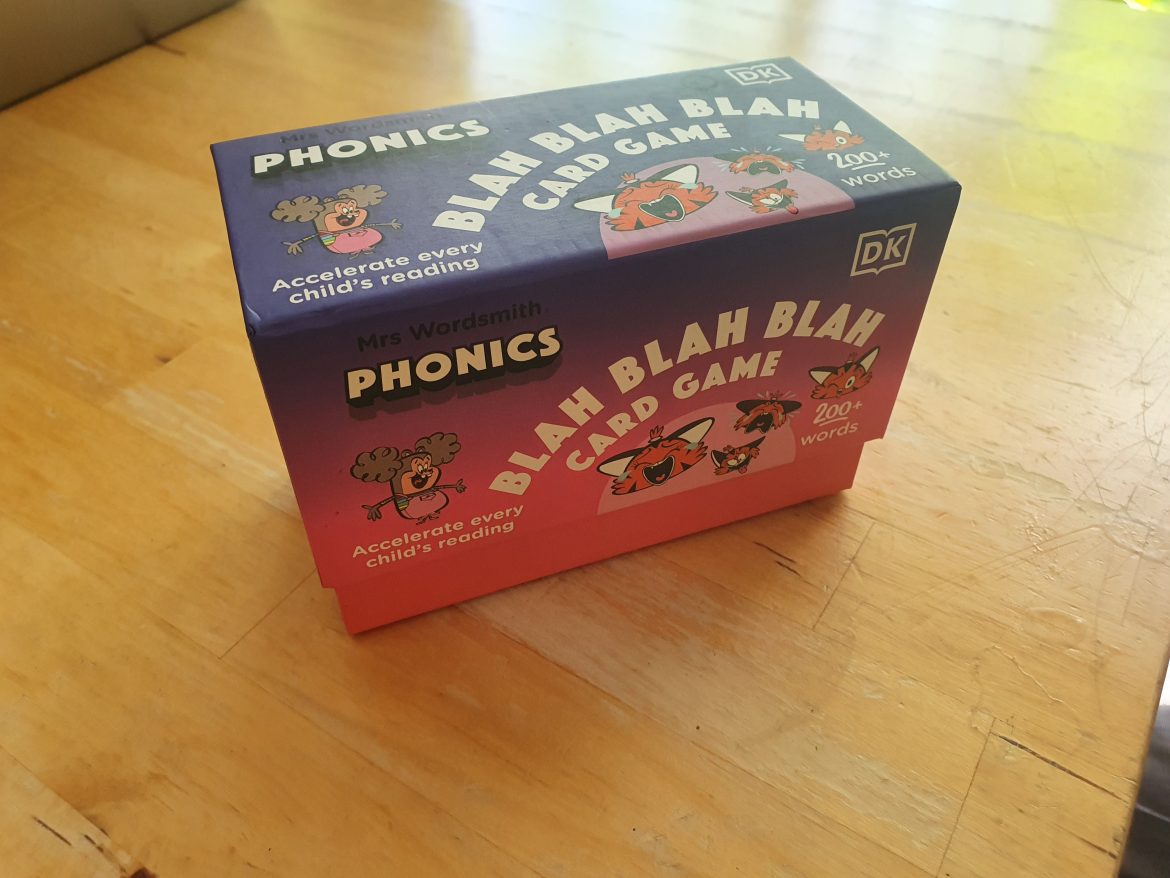 Mrs Wordsmith
PHONICS
BLAH BLAH BLAH
CARD GAME
DK
200+
words
Accelerate every
child's reading
Mrs Wordsmith.
PHONICS
BLAH BLAH BLAH
CARD GAME
DK
200+
words
Accelerate every
child's reading